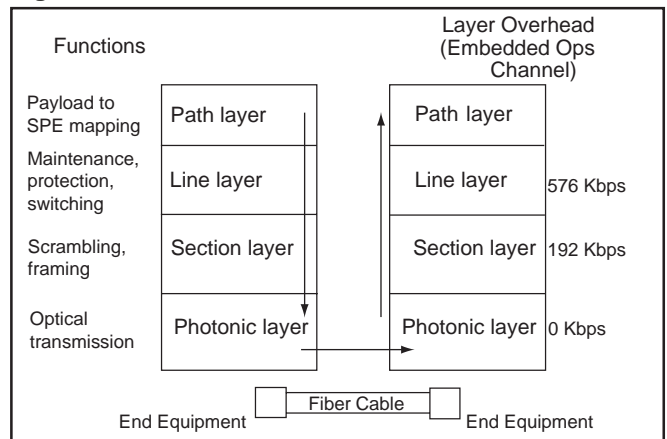 Functions
Layer Overhead
(Embedded Ops
Channel)
Payload to
SPE mapping
Path layer
Path layer
Maintenance,
protection,
switching
Line layer
Line layer
576 Kbps
Scrambling,
framing
Section layer
Section layer
192 Kbps
Optical
transmission
Photonic layer
Photonic layer
0 Kbps
Fiber Cable
End Equipment
End Equipment